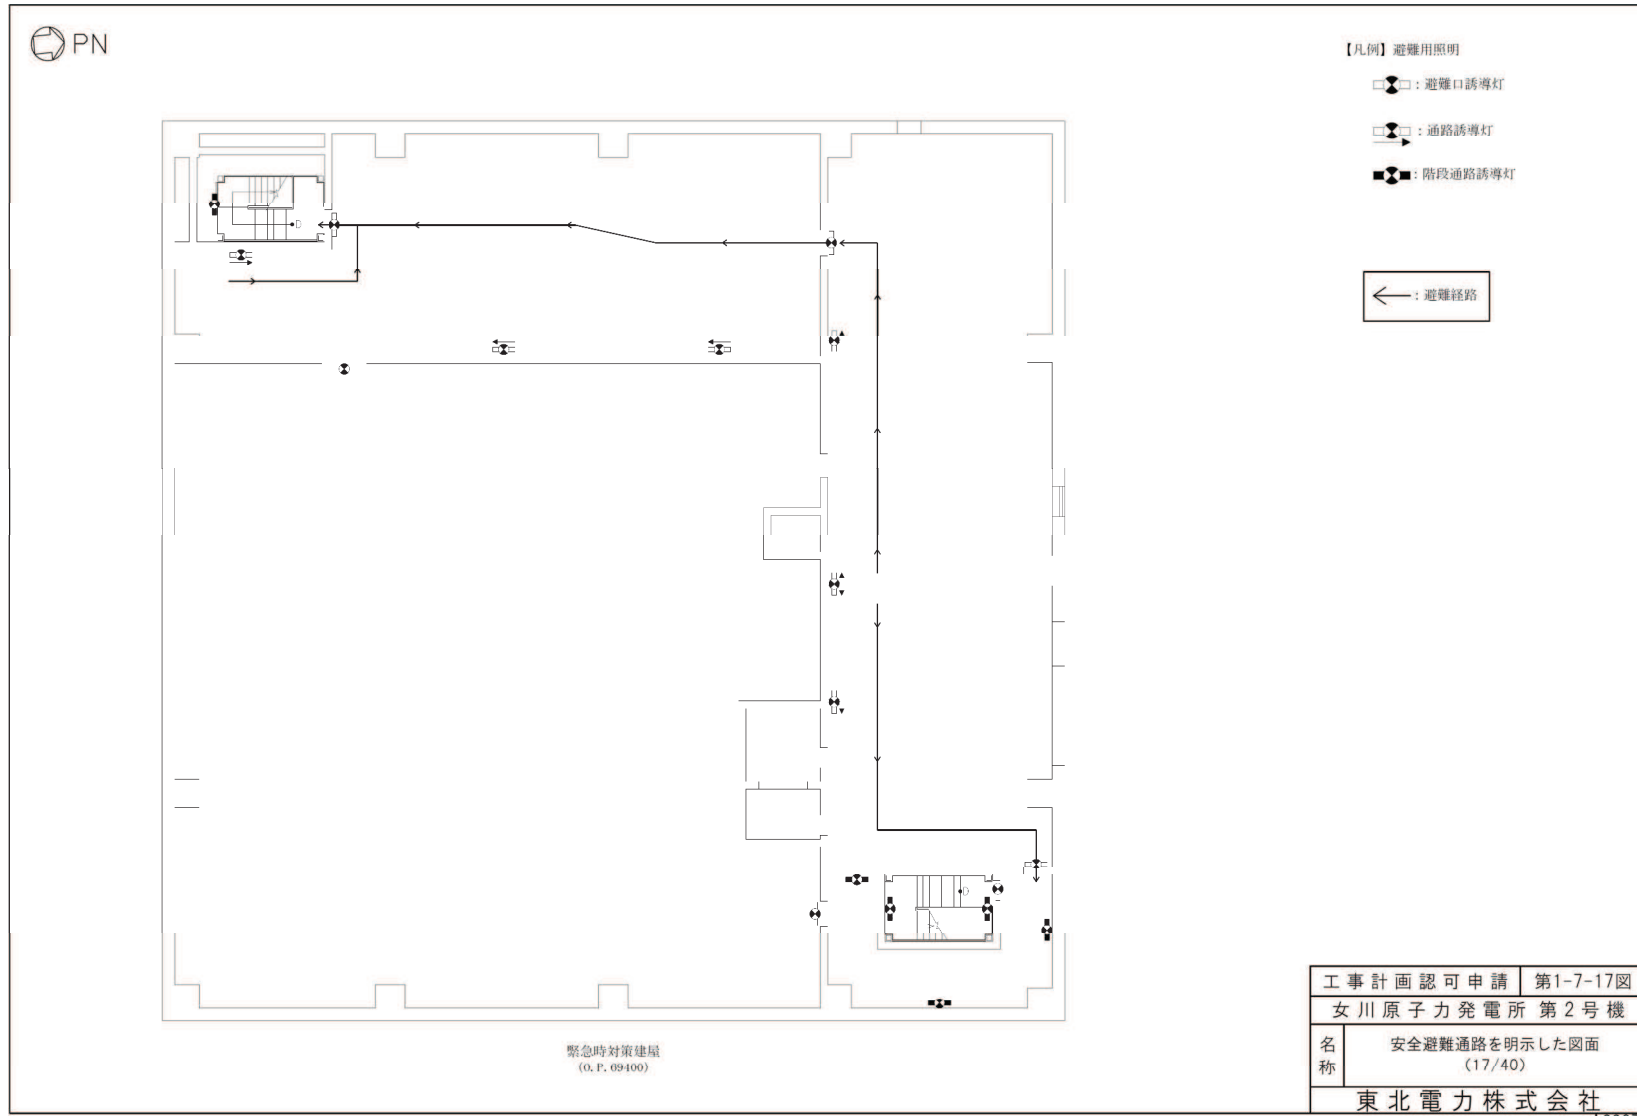 PN
【凡例】避難用照明
：避難口誘導灯
：通路誘導灯
：階段通路誘導灯
：避難経路
緊急時対策建屋
(O.P. 09400)
工事計画認可申請 第1-7-17図
女川原子力発電所 第2号機
名称 安全避難通路を明示した図面
(17/40)
東北電力株式会社